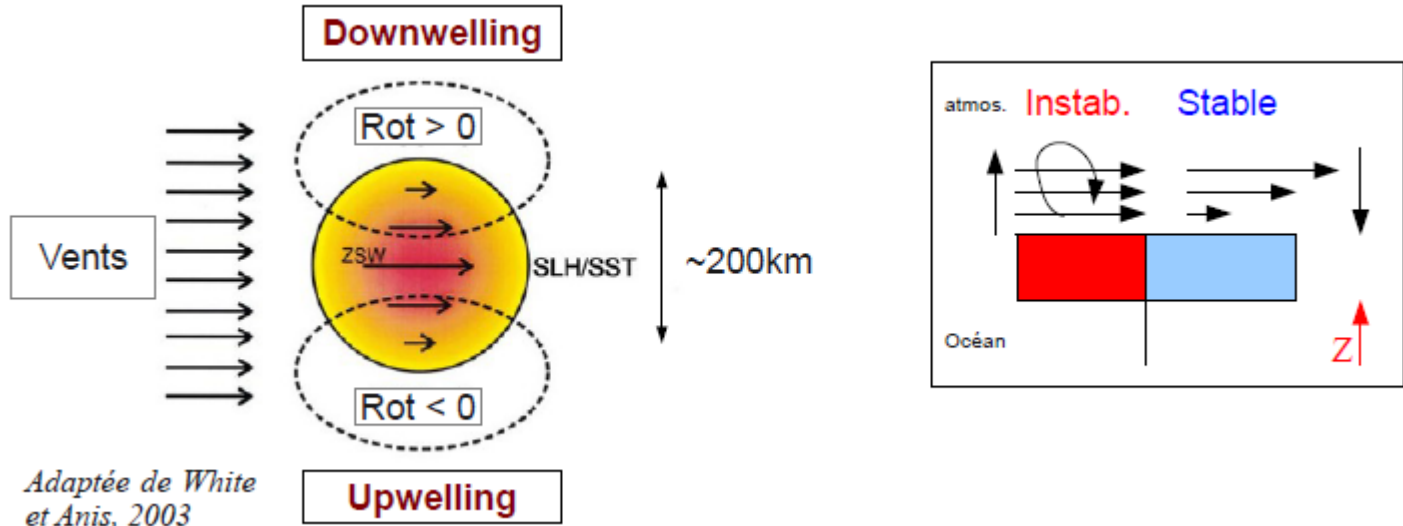 Downwelling
Rot > 0
Vents
ZSW
SLH/SST
~200km
Rot < 0
Upwelling
Adaptée de White
et Anis, 2003
atmos.
Instab.
Stable
Océan
Z